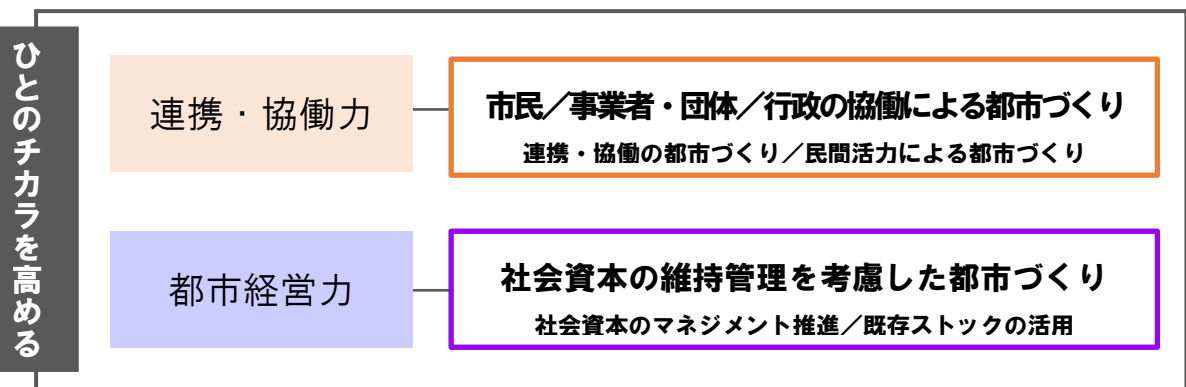 ひとのチカラを高める
連携・協働力
市民／事業者・団体／行政の協働による都市づくり
連携・協働の都市づくり／民間活力による都市づくり
都市経営力
社会資本の維持管理を考慮した都市づくり
社会資本のマネジメント推進／既存ストックの活用